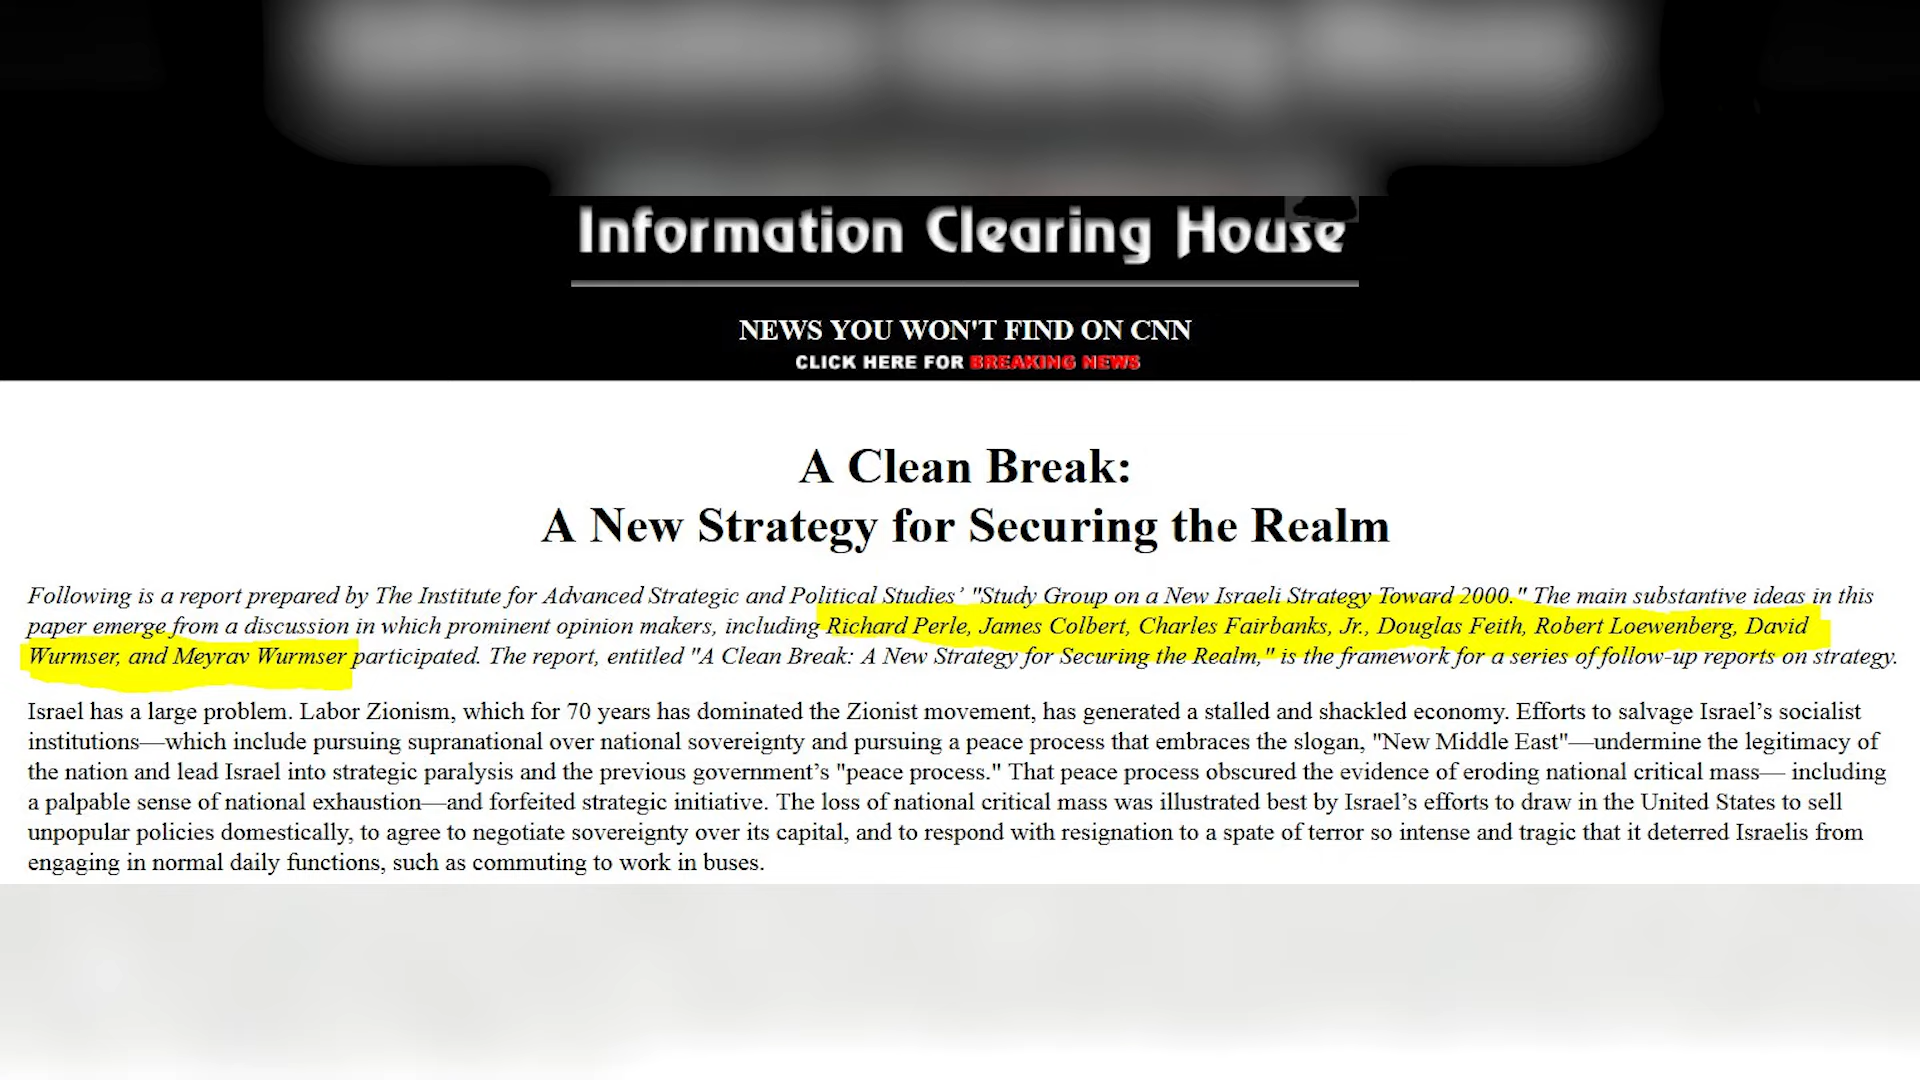 Information Clearing House
NEWS YOU WON'T FIND ON CNN
CLICK HERE FOR BREAKING NEWS
A Clean Break:
A New Strategy for Securing the Realm
Following is a report prepared by The Institute for Advanced Strategic and Political Studies’ "Study Group on a New Israeli Strategy Toward 2000." The main substantive ideas in this
paper emerge from a discussion in which prominent opinion makers, including Richard Perle, James Colbert, Charles Fairbanks, Jr., Douglas Feith, Robert Loewenberg, David
Wurmser, and Meyrav Wurmser participated. The report, entitled "A Clean Break: A New Strategy for Securing the Realm," is the framework for a series of follow-up reports on strategy.
Israel has a large problem. Labor Zionism, which for 70 years has dominated the Zionist movement, has generated a stalled and shackled economy. Efforts to salvage Israel’s socialist
institutions—which include pursuing supranational over national sovereignty and pursuing a peace process that embraces the slogan, "New Middle East"—undermine the legitimacy of
the nation and lead Israel into strategic paralysis and the previous government’s "peace process." That peace process obscured the evidence of eroding national critical mass— including
a palpable sense of national exhaustion—and forfeited strategic initiative. The loss of national critical mass was illustrated best by Israel’s efforts to draw in the United States to sell
unpopular policies domestically, to agree to negotiate sovereignty over its capital, and to respond with resignation to a spate of terror so intense and tragic that it deterred Israelis from
engaging in normal daily functions, such as commuting to work in buses.